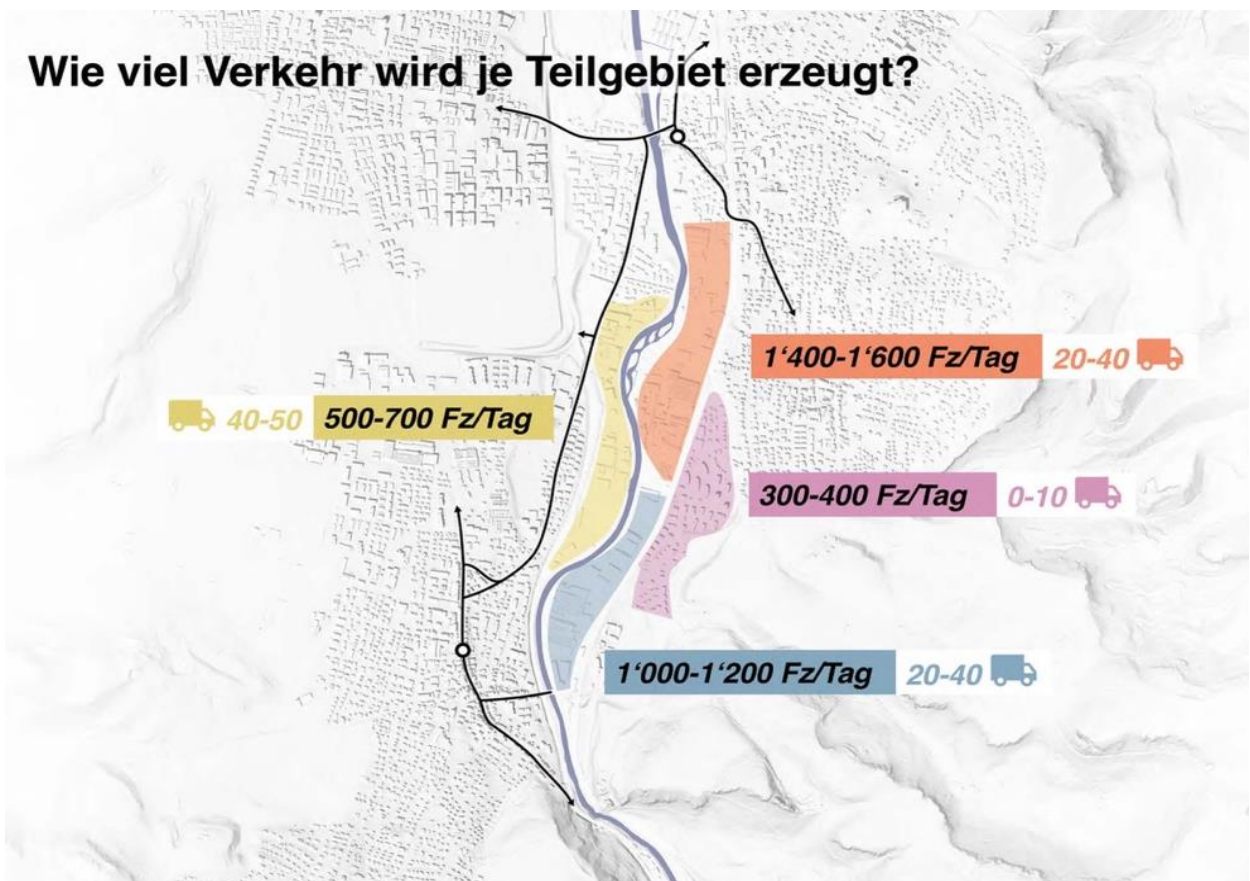 Wie viel Verkehr wird je Teilgebiet erzeugt?
1‘400-1‘600 Fz/Tag 20-40
40-50 500-700 Fz/Tag
300-400 Fz/Tag 0-10
1‘000-1‘200 Fz/Tag 20-40